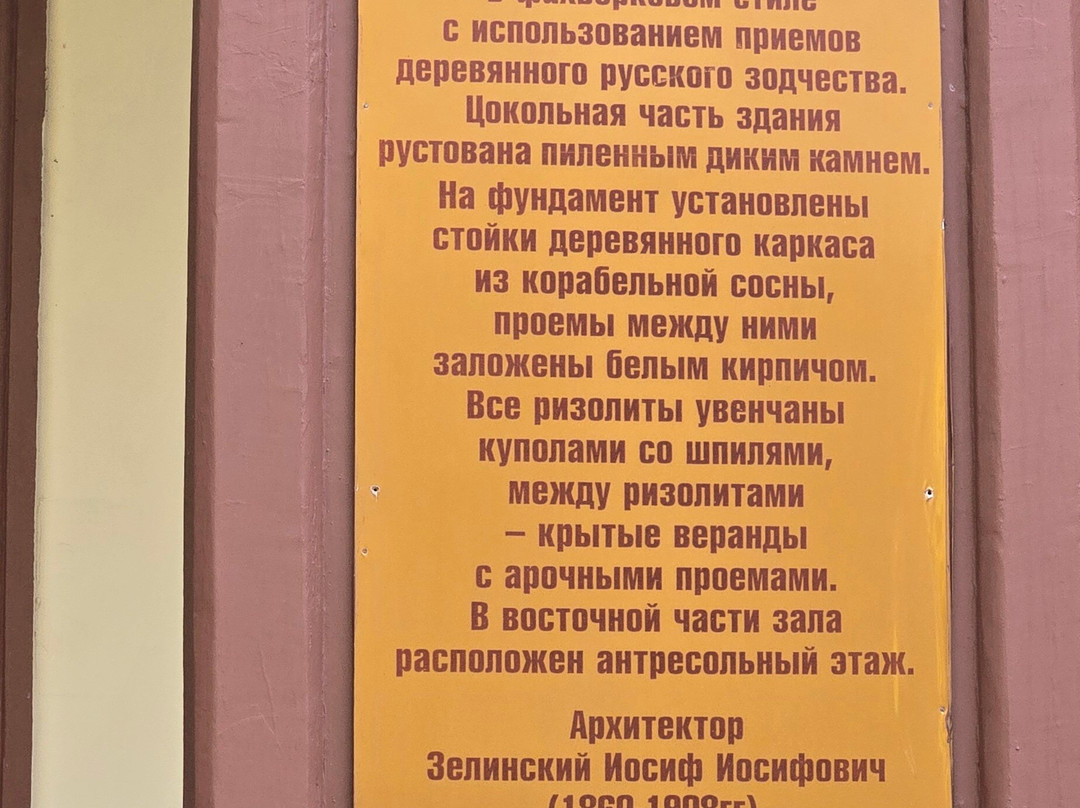 в фахверковом стиле
с использованием приемов
деревянного русского зодчества.
Цокольная часть здания
рустована пиленным диким камнем.
На фундамент установлены
стойки деревянного каркаса
из корабельной сосны,
проемы между ними
заложены белым кирпичом.
Все ризолиты увенчаны
куполами со шпилями,
между ризолитами
– крытые веранды
с арочными проемами.
В восточной части зала
расположен антресольный этаж.
Архитектор
Зелинский Иосиф Иосифович